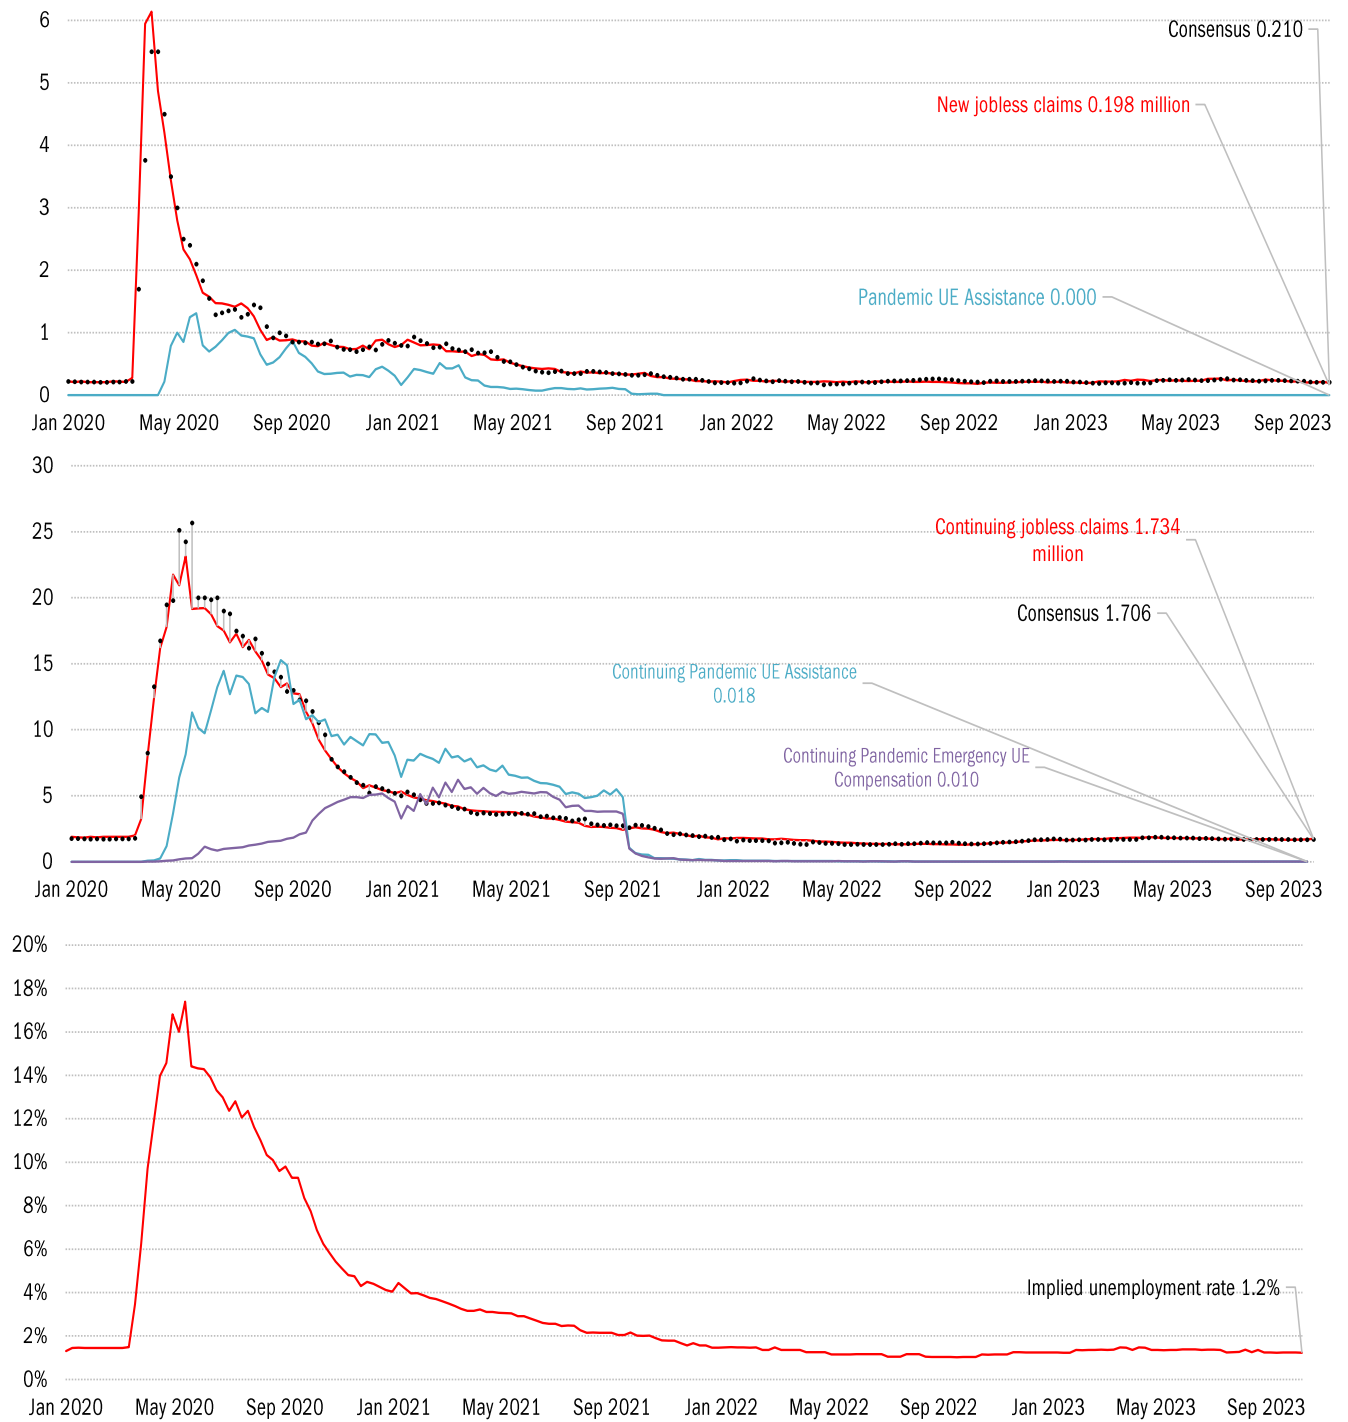 6
Consensus 0.210
5
New jobless claims 0.198 million
4
3
2
Pandemic UE Assistance 0.000
1
0
Jan 2020 May 2020 Sep 2020 Jan 2021 May 2021 Sep 2021 Jan 2022 May 2022 Sep 2022 Jan 2023 May 2023 Sep 2023
30
25
Continuing jobless claims 1.734
million
20
Consensus 1.706
15
Continuing Pandemic UE Assistance
0.018
10
Continuing Pandemic Emergency UE
Compensation 0.010
5
0
Jan 2020 May 2020 Sep 2020 Jan 2021 May 2021 Sep 2021 Jan 2022 May 2022 Sep 2022 Jan 2023 May 2023 Sep 2023
20%
18%
16%
14%
12%
10%
8%
6%
4%
Implied unemployment rate 1.2%
2%
0%
Jan 2020 May 2020 Sep 2020 Jan 2021 May 2021 Sep 2021 Jan 2022 May 2022 Sep 2022 Jan 2023 May 2023 Sep 2023